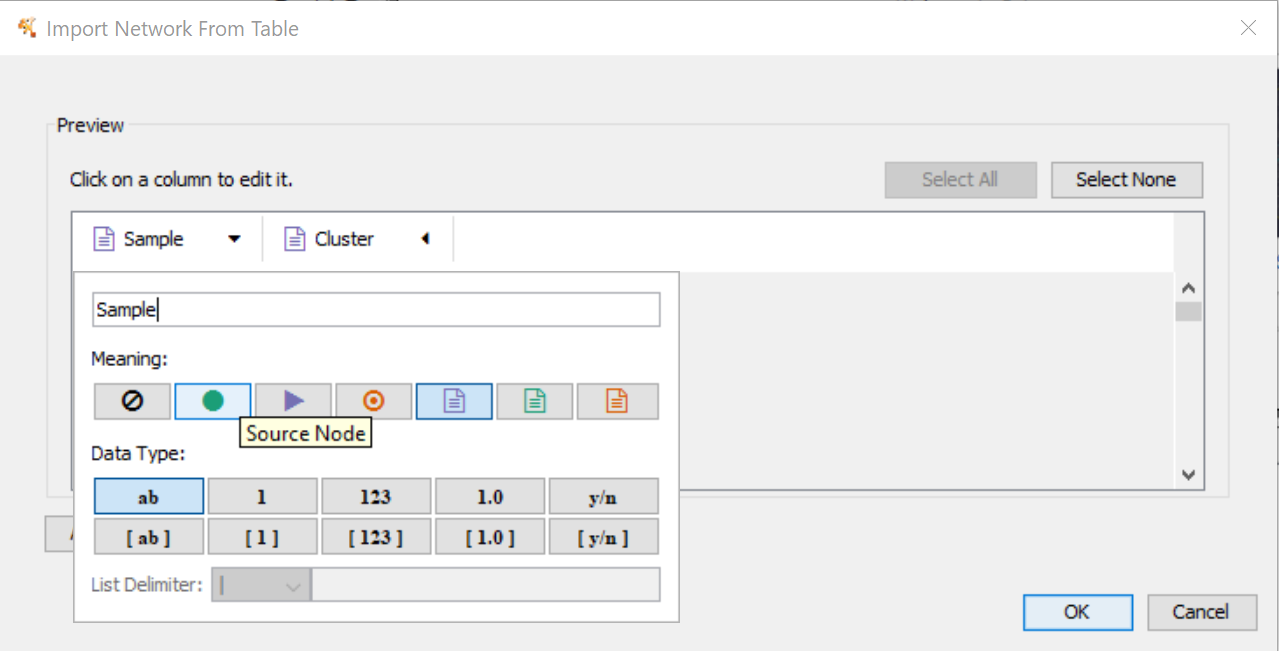 Import Network From Table
Preview
Click on a column to edit it.
Select All
Select None
Sample
Cluster
Sample
Meaning:
Source Node
Data Type:
ab 1 123 1.0 y/n
[ ab ] [ 1 ] [ 123 ] [ 1.0 ] [ y/n ]
List Delimiter: |
OK
Cancel